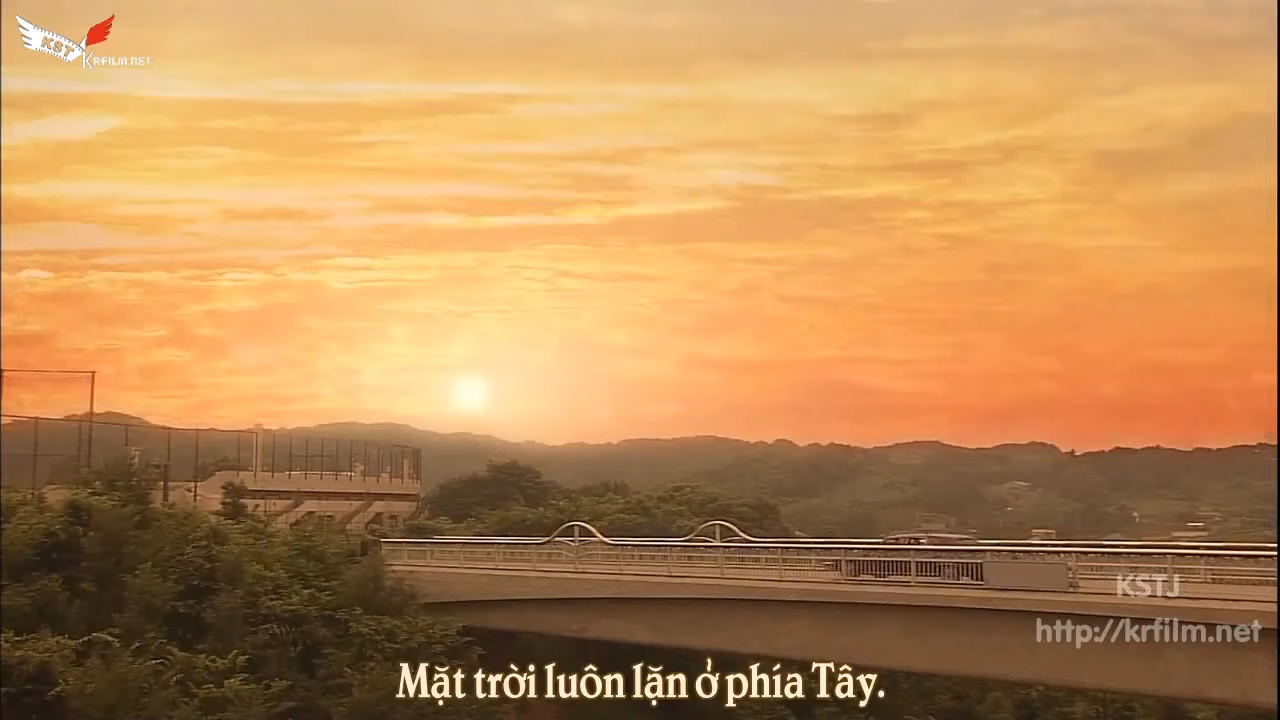 KST
KRFILM.NET
KSTJ
http://krfilm.net
Mặt trời luôn lặn ở phía Tây.